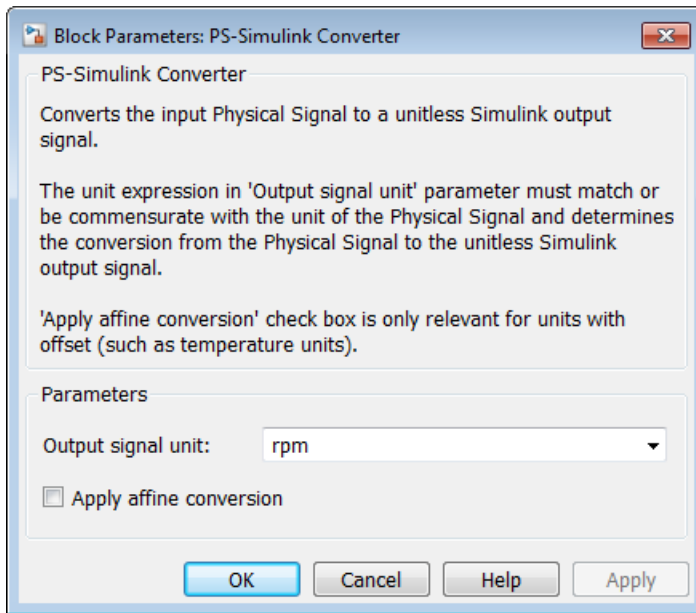 Block Parameters: PS-Simulink Converter
PS-Simulink Converter
Converts the input Physical Signal to a unitless Simulink output
signal.
The unit expression in 'Output signal unit' parameter must match or
be commensurate with the unit of the Physical Signal and determines
the conversion from the Physical Signal to the unitless Simulink
output signal.
'Apply affine conversion' check box is only relevant for units with
offset (such as temperature units).
Parameters
Output signal unit: rpm
Apply affine conversion
OK Cancel Help Apply